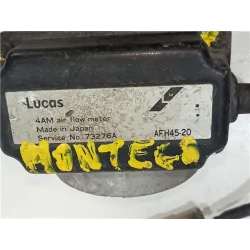 Lucas
4AM air flow meter
Made in Japan AFH45-20
Service No. 73276A
MONTEGO